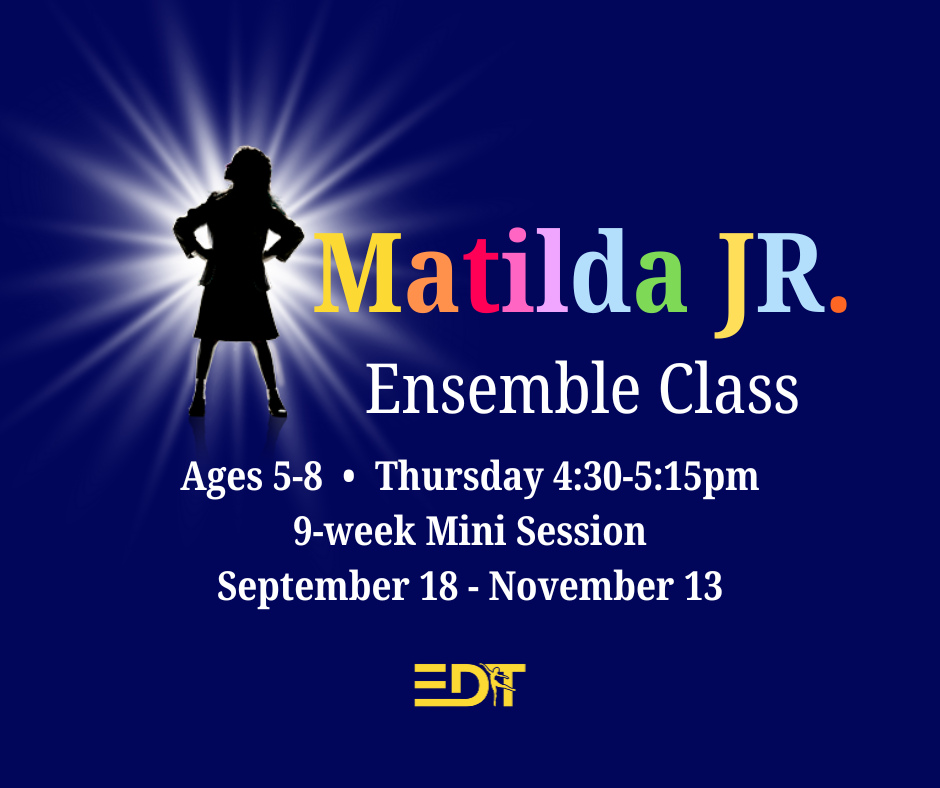 Matilda JR.
Ensemble Class
Ages 5-8 • Thursday 4:30-5:15pm
9-week Mini Session
September 18 - November 13
EDT